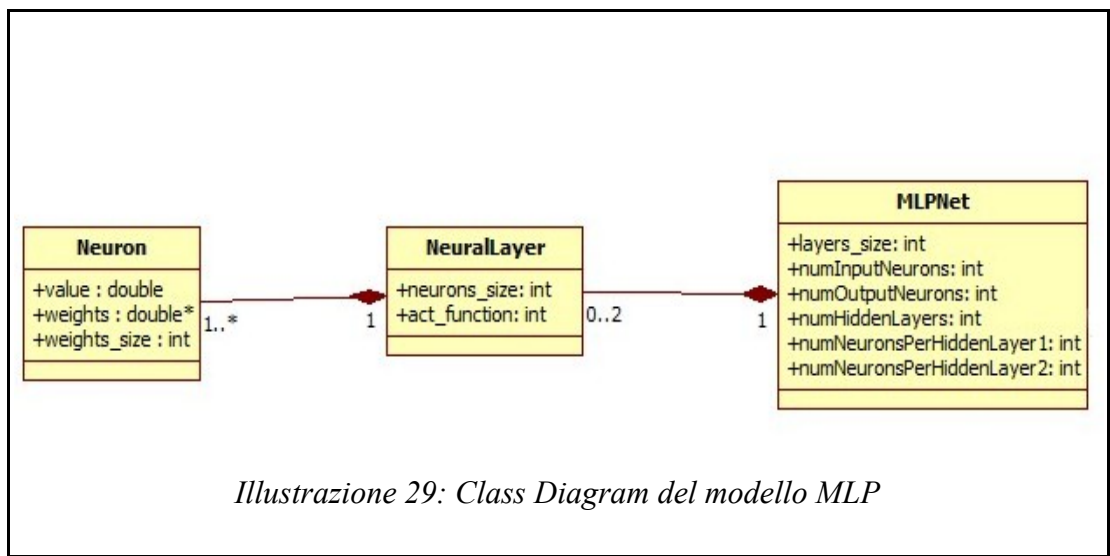 Neuron
+value : double
+weights : double*
+weights_size : int
1..*
1
NeuralLayer
+neurons_size: int
+act_function: int
0..2
1
MLPNet
+layers_size: int
+numInputNeurons: int
+numOutputNeurons: int
+numHiddenLayers: int
+numNeuronsPerHiddenLayer1: int
+numNeuronsPerHiddenLayer2: int
Illustrazione 29: Class Diagram del modello MLP